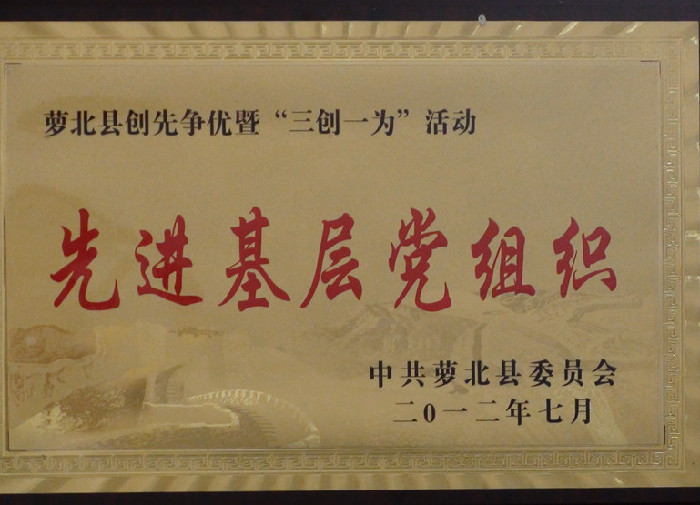 萝北县创先争优暨“三创一为”活动
先进基层党组织
中共萝北县委员会
二0一二年七月